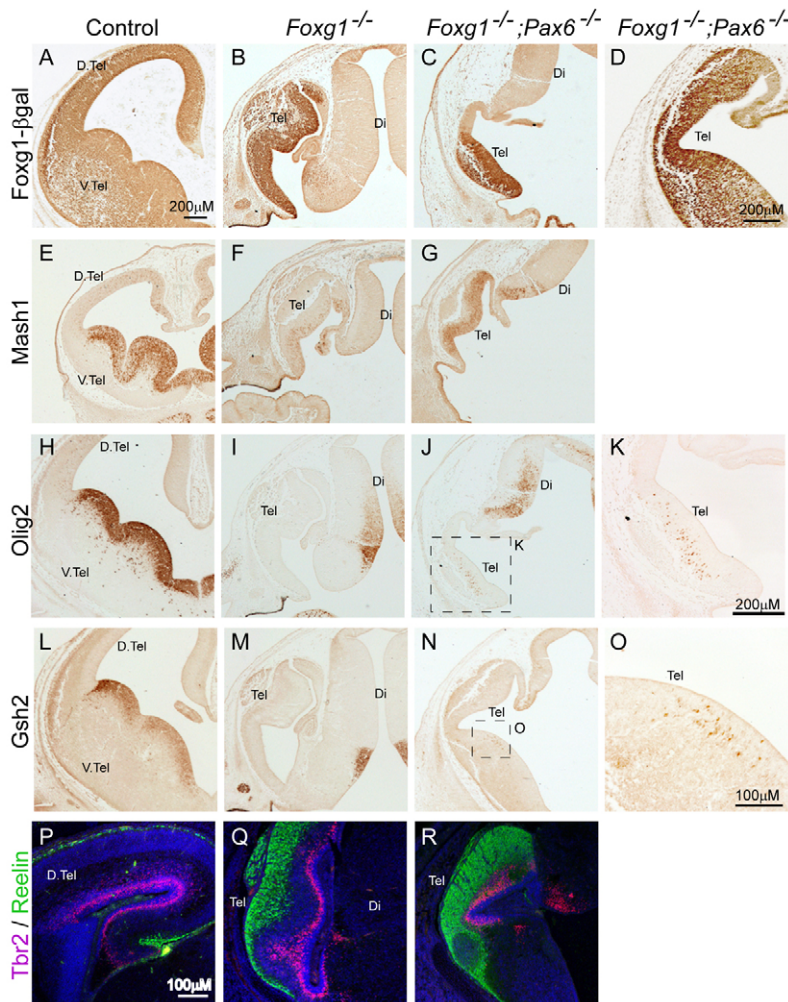 Control Foxg1-/- Foxg1-/-;Pax6-/- Foxg1-/-;Pax6-/-
Foxg1-βgal
A D.Tel V.Tel 200µM
B Tel Di
C Di Tel
D Tel 200µM
Mash1
E D.Tel V.Tel
F Tel Di
G Di Tel
Olig2
H D.Tel V.Tel
I Tel Di
J Di K Tel
K Tel 200µM
Gsh2
L D.Tel V.Tel
M Tel Di
N Tel O
O Tel 100µM
Tbr2 / Reelin
P D.Tel 100µM
Q Tel Di
R Tel